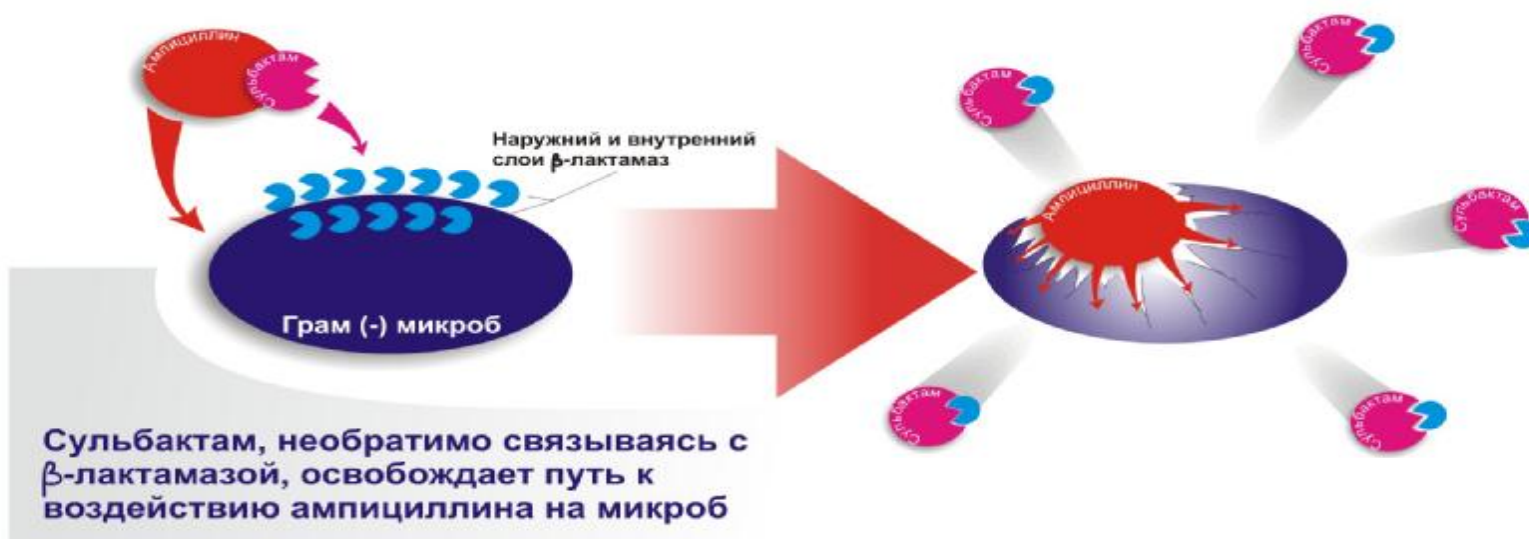 Ампициллин
Сульбактам
Наружний и внутренний
слои β-лактамаз
Грам (-) микроб
Сульбактам, необратимо связываясь с
β-лактамазой, освобождает путь к
воздействию ампициллина на микроб
Сульбактам
Сульбактам
Ампициллин
Сульбактам
Сульбактам
Сульбактам